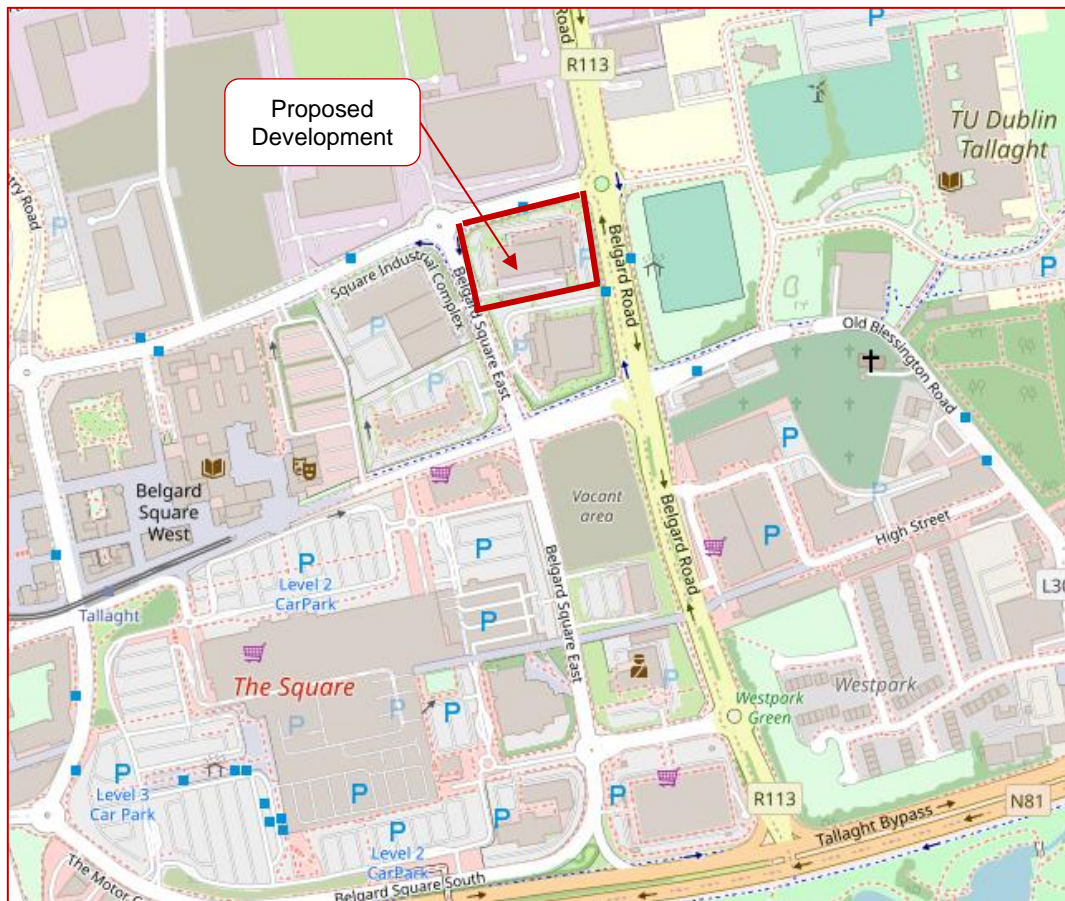 Road
R113
Proposed
Development
TU Dublin
Tallaght
Belgard Road
Square Industrial Complex
Belgard Square East
P
Old Blessington Road
Belgard
Square
West
Vacant
area
Belgard Road
High Street
P
Level 2
CarPark
Tallaght
Belgard Square East
The Square
Westpark
Westpark
Green
P
Level 3
Car Park
R113
N81
Tallaght Bypass
Level 2
CarPark
Belgard Square South
The Motor